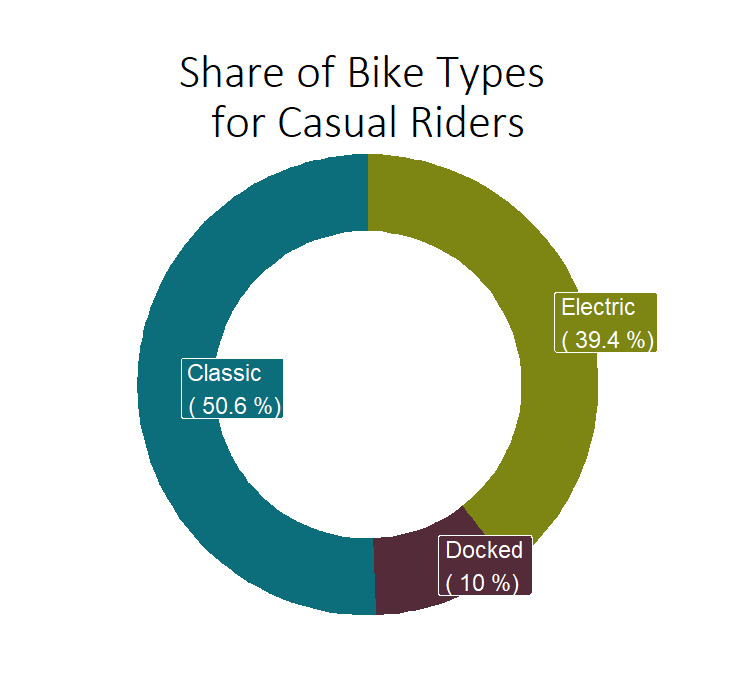 Share of Bike Types
for Casual Riders
Electric
( 39.4 %)
Classic
( 50.6 %)
Docked
( 10 %)